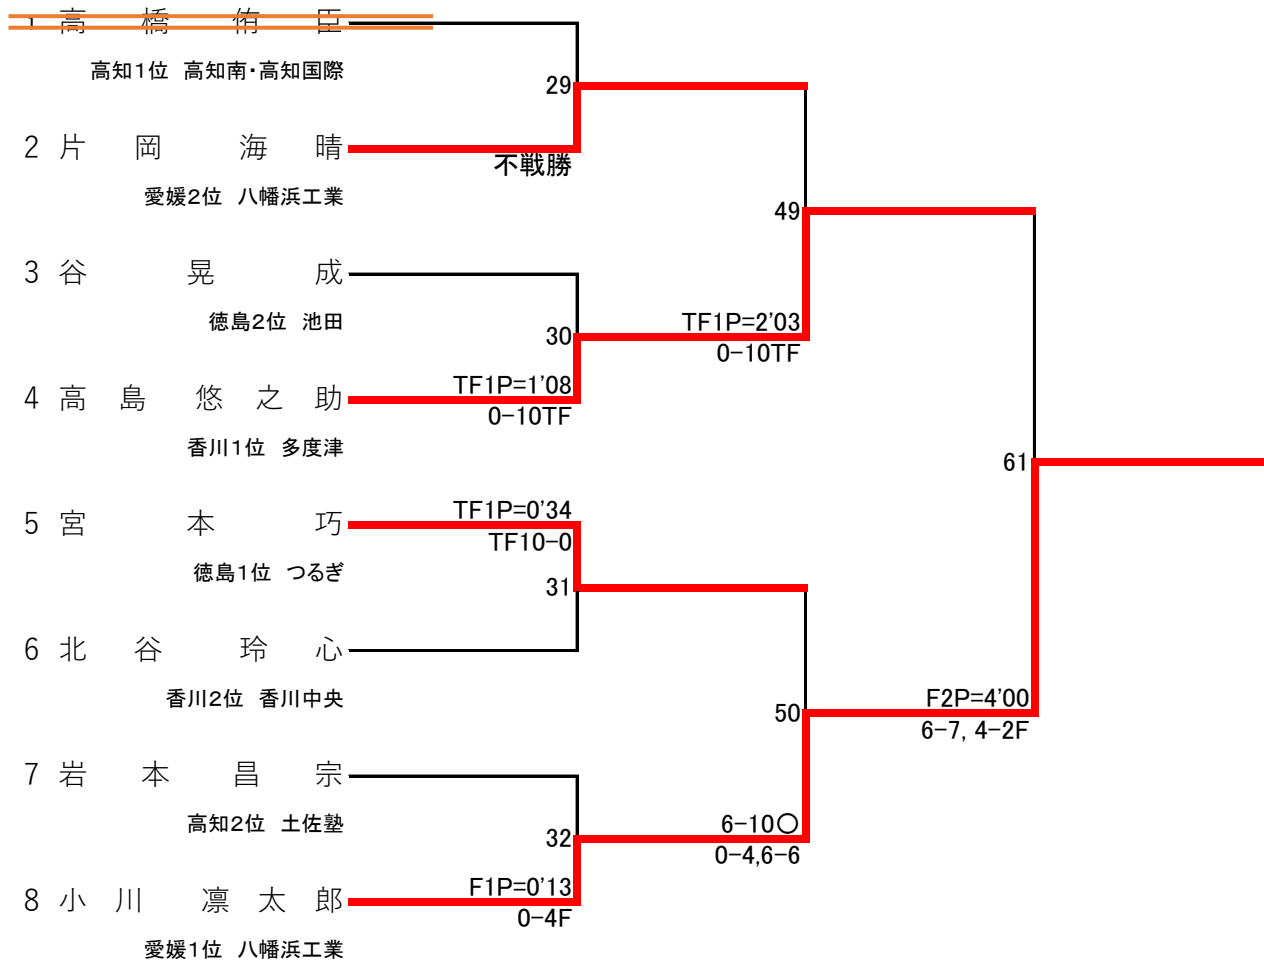 1 高橋侑臣
高知1位 高知南・高知国際
29
2 片岡海晴
不戦勝
愛媛2位 八幡浜工業
49
3 谷晃成
徳島2位 池田
TF1P=2'03
30
0-10TF
4 高島悠之助
TF1P=1'08
0-10TF
香川1位 多度津
61
5 宮本巧
TF1P=0'34
TF10-0
徳島1位 つるぎ
31
6 北谷玲心
香川2位 香川中央
F2P=4'00
50
6-7, 4-2F
7 岩本昌宗
高知2位 土佐塾
6-10〇
32
0-4,6-6
8 小川凛太郎
F1P=0'13
0-4F
愛媛1位 八幡浜工業